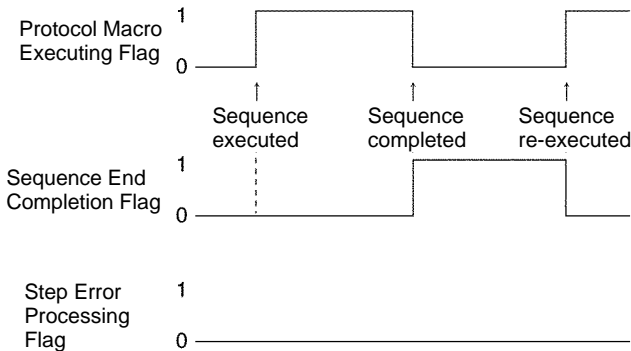 Protocol Macro
Executing Flag
1
0
Sequence
executed
Sequence
completed
Sequence
re-executed
Sequence End
Completion Flag
1
0
Step Error
Processing
Flag
1
0